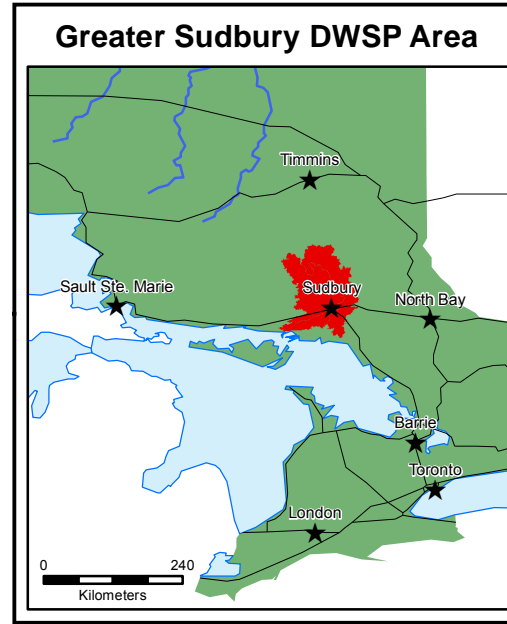 Greater Sudbury DWSP Area
Timmins
Sault Ste. Marie
Sudbury
North Bay
Barrie
Toronto
London
0 240
Kilometers